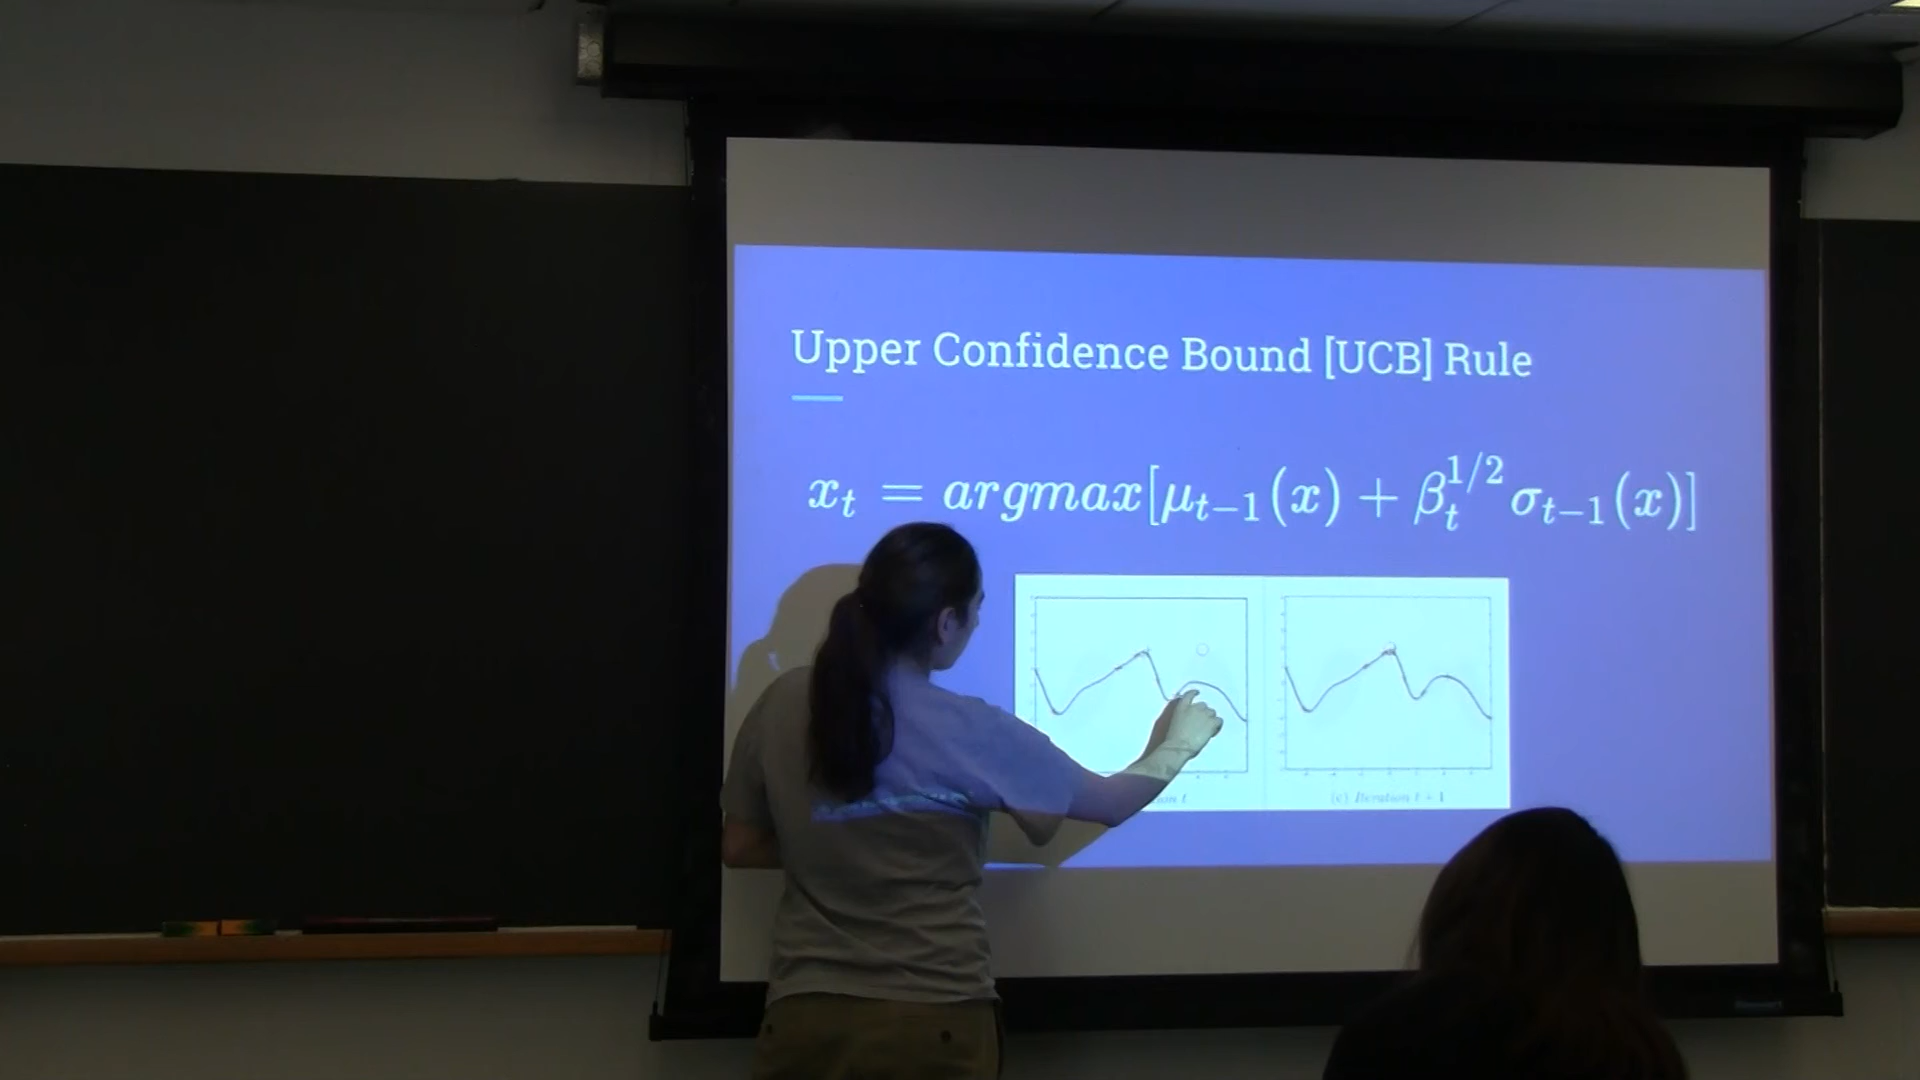 Upper Confidence Bound [UCB] Rule
x_t = argmax[μ_{t-1}(x) + β_t^{1/2} σ_{t-1}(x)]
t
(c) Iteration t + 1